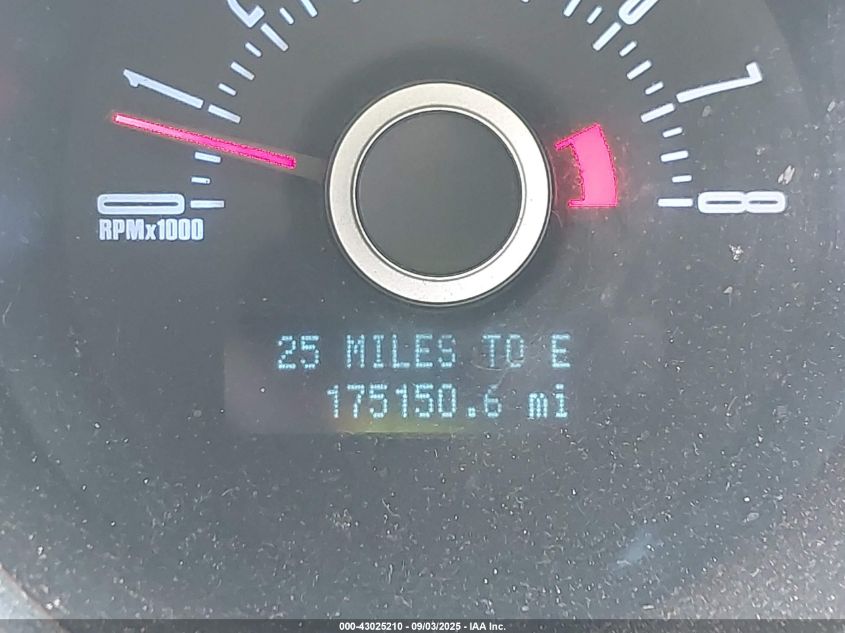 1
7
0
8
RPMx1000
25 MILES TO E
175150.6 mi
000-43025210 - 09/03/2025 - IAA Inc.